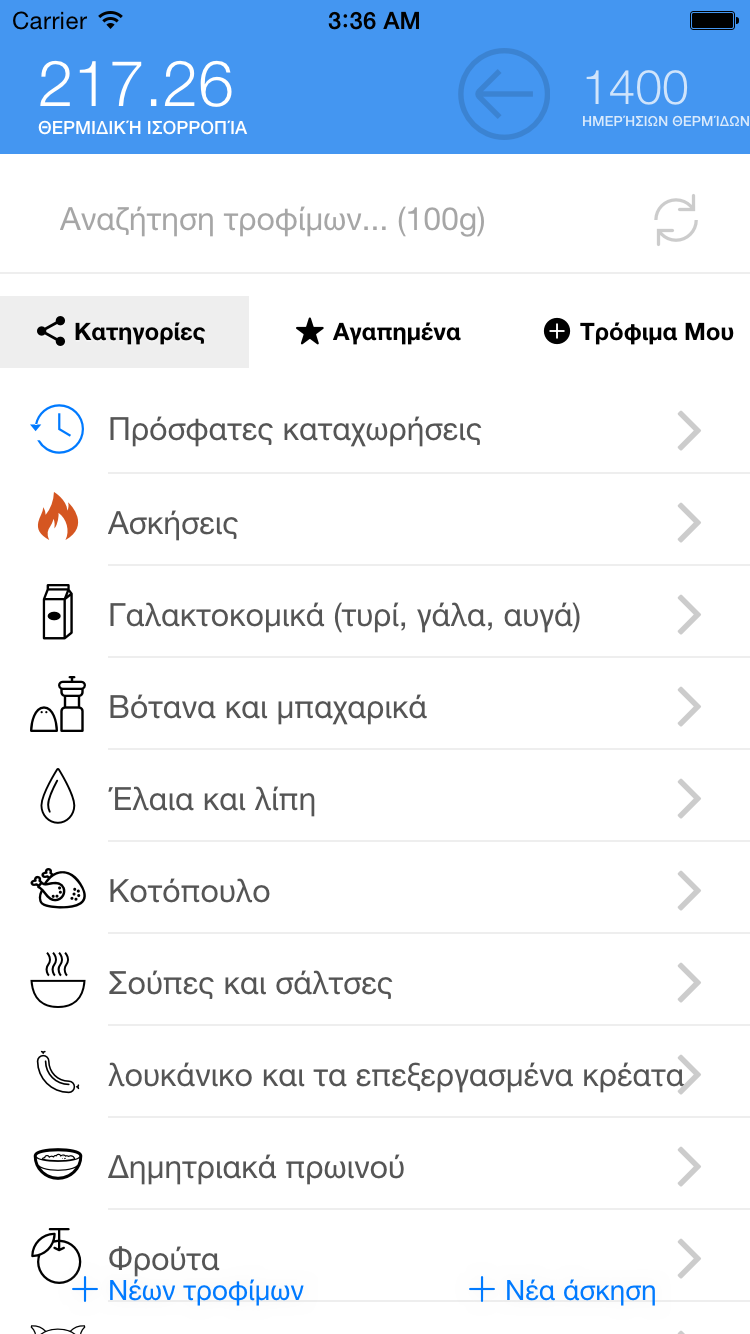 Carrier 3:36 AM
217.26 1400
ΘΕΡΜΙΔΙΚΉ ΙΣΟΡΡΟΠΊΑ ΗΜΕΡΉΣΙΩΝ ΘΕΡΜΊΔΩΝ
Αναζήτηση τροφίμων... (100g)
Κατηγορίες Αγαπημένα Τρόφιμα Μου
Πρόσφατες καταχωρήσεις
Ασκήσεις
Γαλακτοκομικά (τυρί, γάλα, αυγά)
Βότανα και μπαχαρικά
Έλαια και λίπη
Κοτόπουλο
Σούπες και σάλτσες
λουκάνικο και τα επεξεργασμένα κρέατα
Δημητριακά πρωινού
Φρούτα
Νέων τροφίμων Νέα άσκηση